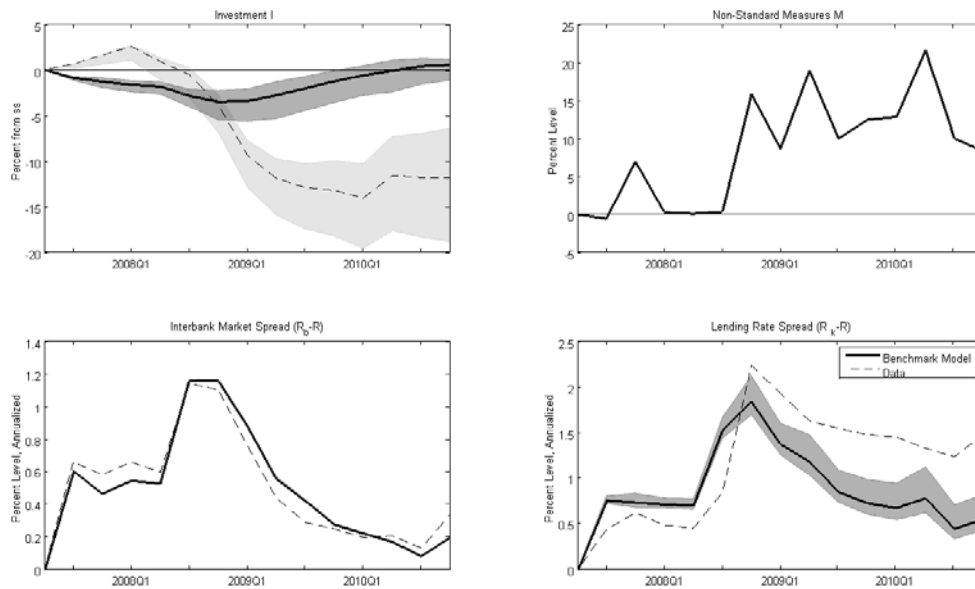 Investment I
Percent from ss
5
0
-5
-10
-15
-20
2008Q1 2009Q1 2010Q1
Non-Standard Measures M
Percent Level
25
20
15
10
5
0
-5
2008Q1 2009Q1 2010Q1
Interbank Market Spread (Rb-R)
Percent Level, Annualized
1.4
1.2
1
0.8
0.6
0.4
0.2
0
2008Q1 2009Q1 2010Q1
Lending Rate Spread (Rk-R)
Percent Level, Annualized
2.5
2
1.5
1
0.5
0
2008Q1 2009Q1 2010Q1
Benchmark Model
Data